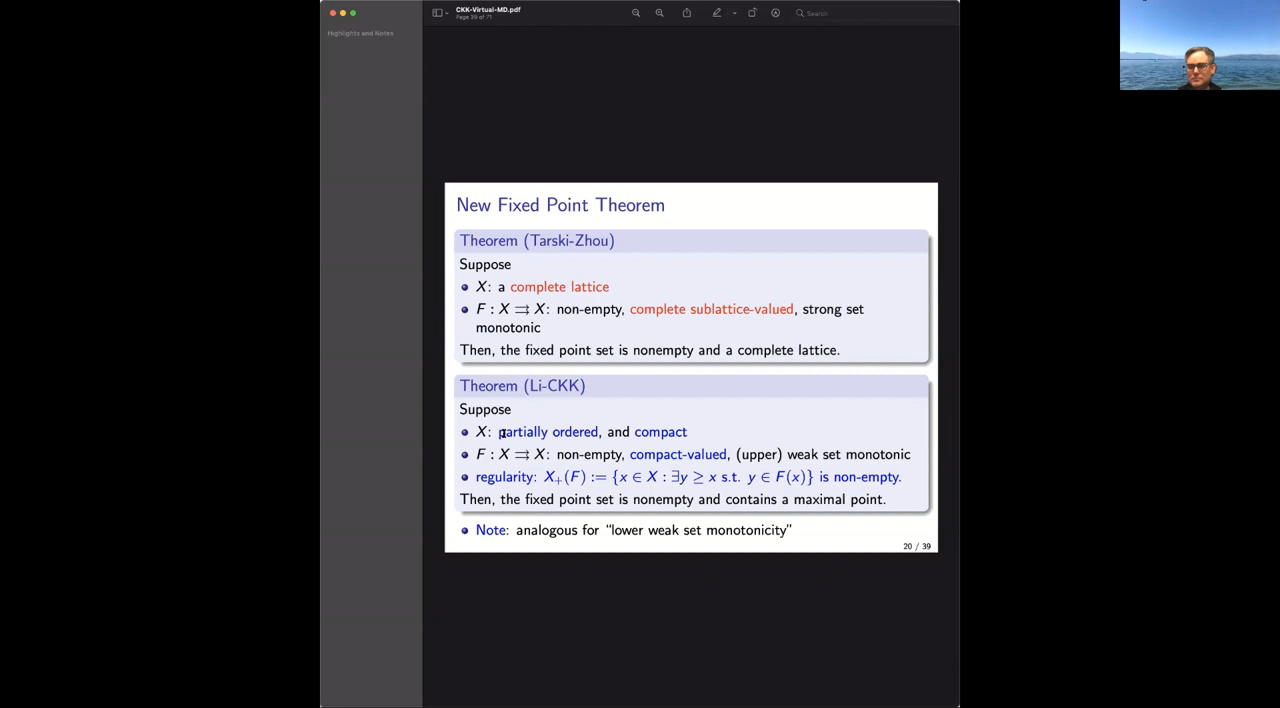 CKK-Virtual-MD.pdf
Page 39 of 71
Search
Highlights and Notes
New Fixed Point Theorem
Theorem (Tarski-Zhou)
Suppose
X: a complete lattice
F : X ⇉ X: non-empty, complete sublattice-valued, strong set
monotonic
Then, the fixed point set is nonempty and a complete lattice.
Theorem (Li-CKK)
Suppose
X: partially ordered, and compact
F : X ⇉ X: non-empty, compact-valued, (upper) weak set monotonic
regularity: X₊(F) := {x ∈ X : ∃y ≥ x s.t. y ∈ F(x)} is non-empty.
Then, the fixed point set is nonempty and contains a maximal point.
Note: analogous for “lower weak set monotonicity”
20 / 39